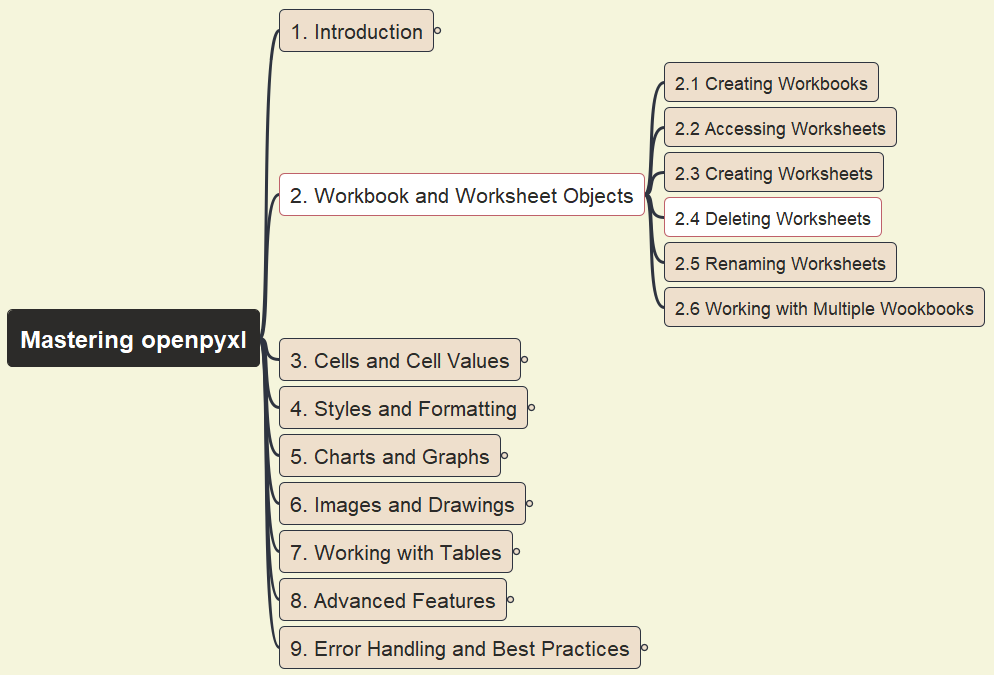 Mastering openpyxl
1. Introduction
2. Workbook and Worksheet Objects
2.1 Creating Workbooks
2.2 Accessing Worksheets
2.3 Creating Worksheets
2.4 Deleting Worksheets
2.5 Renaming Worksheets
2.6 Working with Multiple Wookbooks
3. Cells and Cell Values
4. Styles and Formatting
5. Charts and Graphs
6. Images and Drawings
7. Working with Tables
8. Advanced Features
9. Error Handling and Best Practices